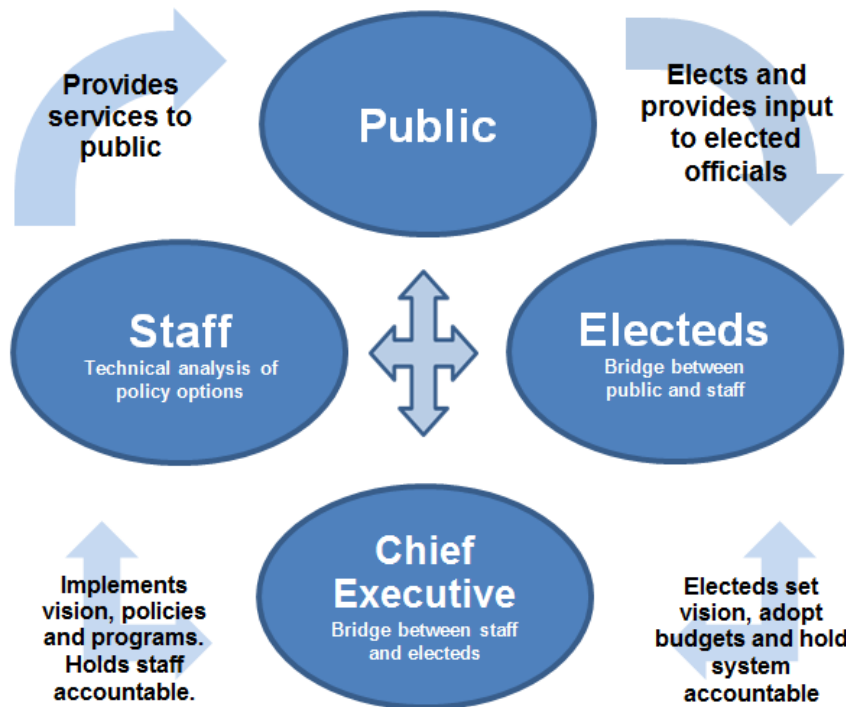 Provides
services to
public
Public
Elects and
provides input
to elected
officials
Staff
Technical analysis of
policy options
Electeds
Bridge between
public and staff
Implements
vision, policies
and programs.
Holds staff
accountable.
Chief
Executive
Bridge between staff
and electeds
Electeds set
vision, adopt
budgets and hold
system
accountable